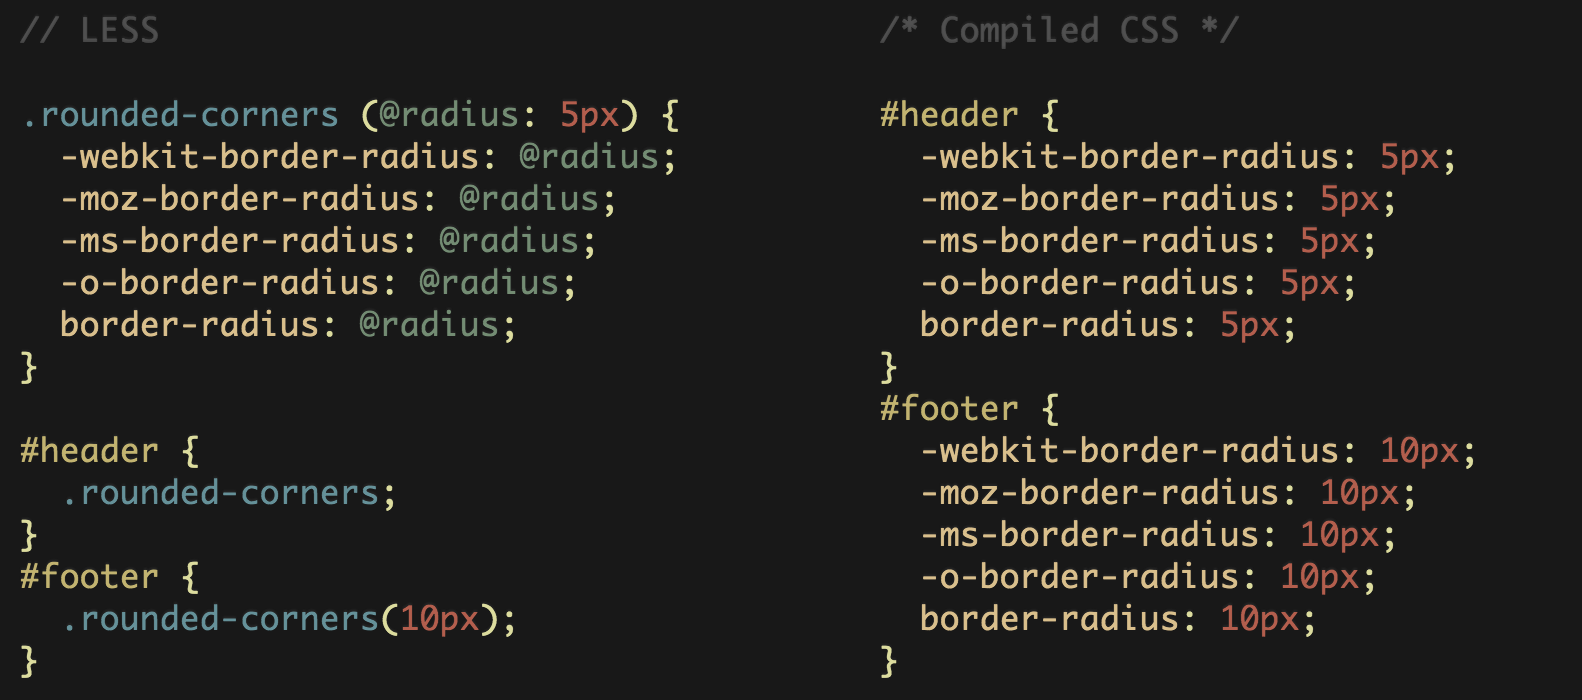 // LESS
.rounded-corners (@radius: 5px) {
  -webkit-border-radius: @radius;
  -moz-border-radius: @radius;
  -ms-border-radius: @radius;
  -o-border-radius: @radius;
  border-radius: @radius;
}
#header {
  .rounded-corners;
}
#footer {
  .rounded-corners(10px);
}
/* Compiled CSS */
#header {
  -webkit-border-radius: 5px;
  -moz-border-radius: 5px;
  -ms-border-radius: 5px;
  -o-border-radius: 5px;
  border-radius: 5px;
}
#footer {
  -webkit-border-radius: 10px;
  -moz-border-radius: 10px;
  -ms-border-radius: 10px;
  -o-border-radius: 10px;
  border-radius: 10px;
}